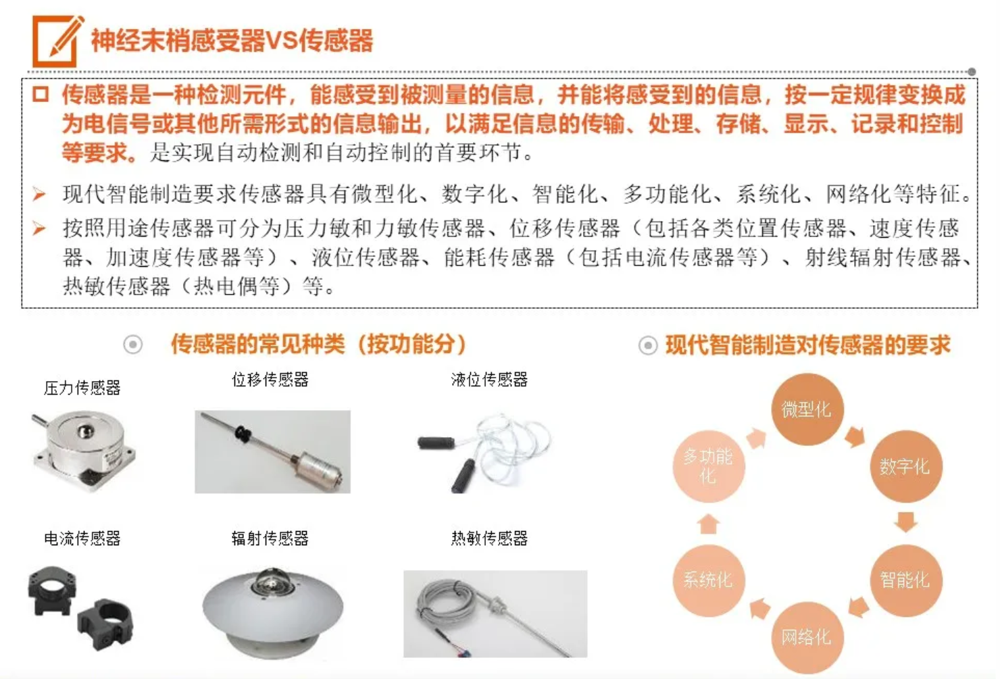 神经末梢感受器VS传感器
传感器是一种检测元件，能感受到被测量的信息，并能将感受到的信息，按一定规律变换成
为电信号或其他所需形式的信息输出，以满足信息的传输、处理、存储、显示、记录和控制
等要求。是实现自动检测和自动控制的首要环节。
现代智能制造要求传感器具有微型化、数字化、智能化、多功能化、系统化、网络化等特征。
按照用途传感器可分为压力敏和力敏传感器、位移传感器（包括各类位置传感器、速度传感
器、加速度传感器等）、液位传感器、能耗传感器（包括电流传感器等）、射线辐射传感器、
热敏传感器（热电偶等）等。
传感器的常见种类（按功能分）
压力传感器
位移传感器
液位传感器
电流传感器
辐射传感器
热敏传感器
现代智能制造对传感器的要求
微型化
数字化
智能化
网络化
系统化
多功能
化